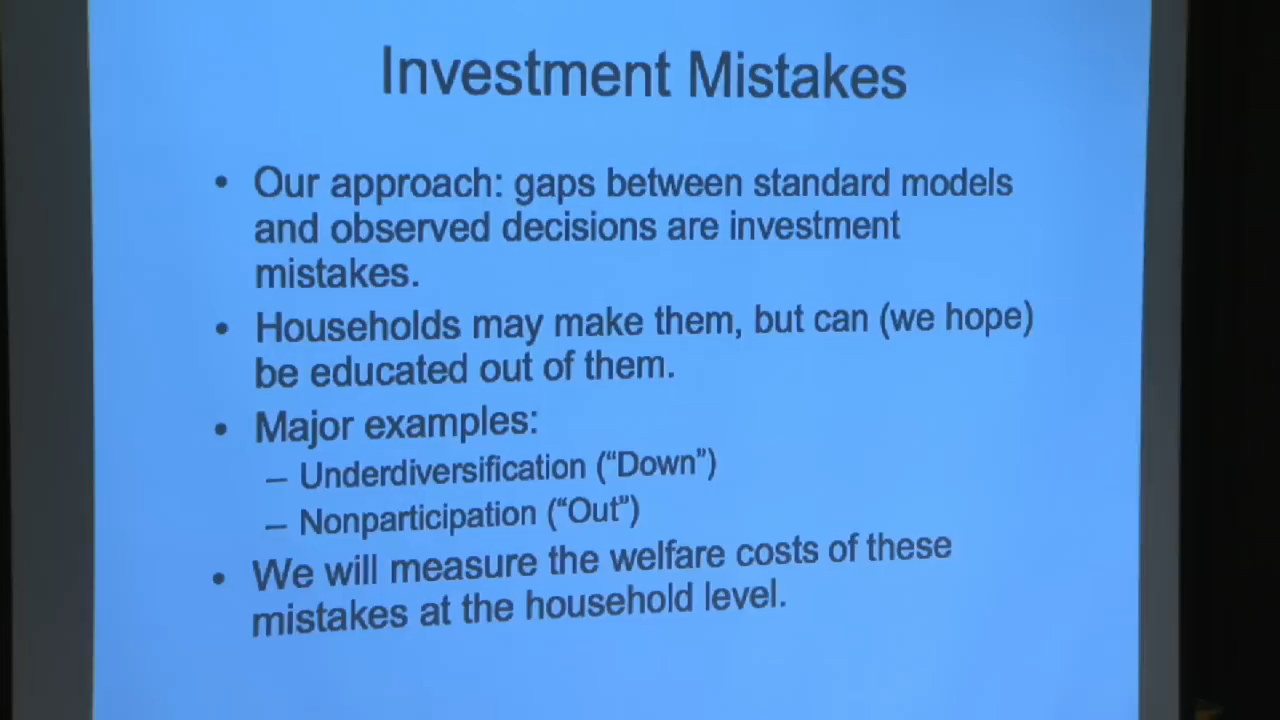 Investment Mistakes
• Our approach: gaps between standard models
and observed decisions are investment
mistakes.
• Households may make them, but can (we hope)
be educated out of them.
• Major examples:
– Underdiversification (“Down”)
– Nonparticipation (“Out”)
• We will measure the welfare costs of these
mistakes at the household level.